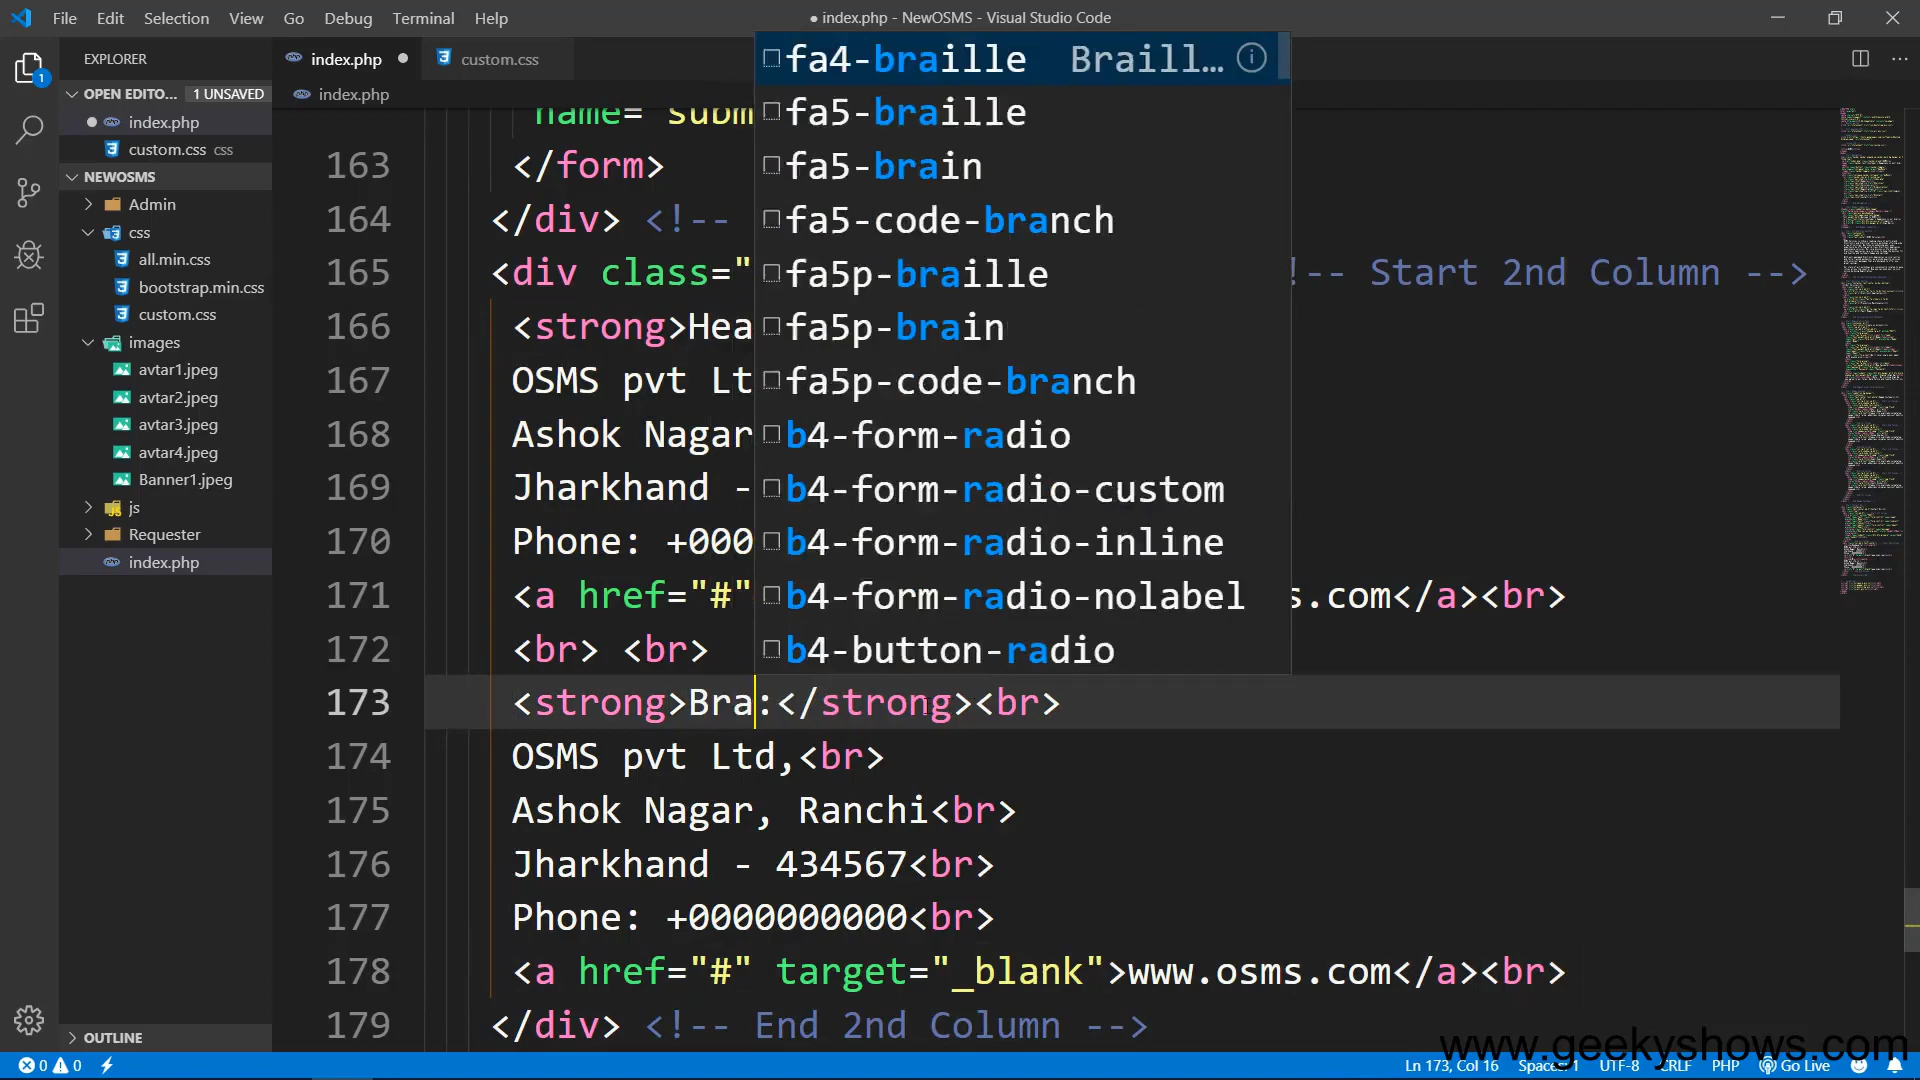 File Edit Selection View Go Debug Terminal Help
● index.php - NewOSMS - Visual Studio Code
EXPLORER
OPEN EDITO... 1 UNSAVED
index.php
custom.css css
NEWOSMS
Admin
css
all.min.css
bootstrap.min.css
custom.css
images
avtar1.jpeg
avtar2.jpeg
avtar3.jpeg
avtar4.jpeg
Banner1.jpeg
js
Requester
index.php
OUTLINE
index.php ● custom.css
index.php
name="subm
163 </form>
164 </div> <!--
165 <div class=" !-- Start 2nd Column -->
166 <strong>Hea
167 OSMS pvt Lt
168 Ashok Nagar
169 Jharkhand -
170 Phone: +000
171 <a href="#" s.com</a><br>
172 <br> <br>
173 <strong>Bra:</strong><br>
174 OSMS pvt Ltd,<br>
175 Ashok Nagar, Ranchi<br>
176 Jharkhand - 434567<br>
177 Phone: +0000000000<br>
178 <a href="#" target="_blank">www.osms.com</a><br>
179 </div> <!-- End 2nd Column -->
fa4-braille Braill...
fa5-braille
fa5-brain
fa5-code-branch
fa5p-braille
fa5p-brain
fa5p-code-branch
b4-form-radio
b4-form-radio-custom
b4-form-radio-inline
b4-form-radio-nolabel
b4-button-radio
www.geekyshows.com
0 0 Ln 173, Col 16 Spaces: 1 UTF-8 CRLF PHP Go Live